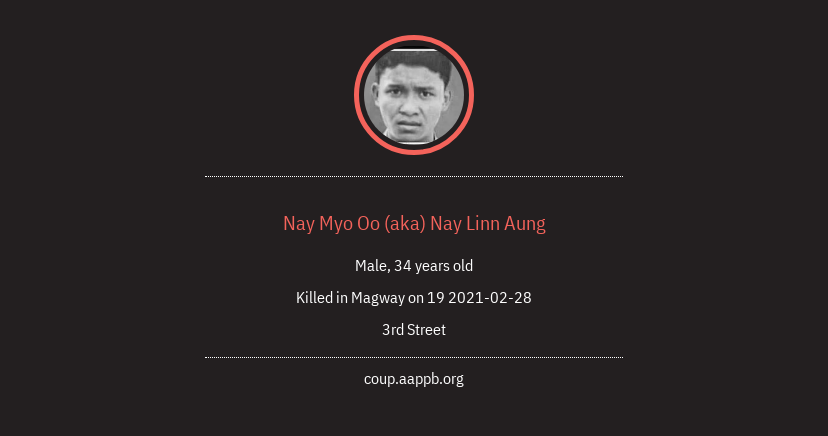 Nay Myo Oo (aka) Nay Linn Aung
Male, 34 years old
Killed in Magway on 19 2021-02-28
3rd Street
coup.aappb.org